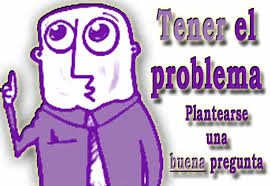 Tener el
problema
Plantearse
una
buena pregunta